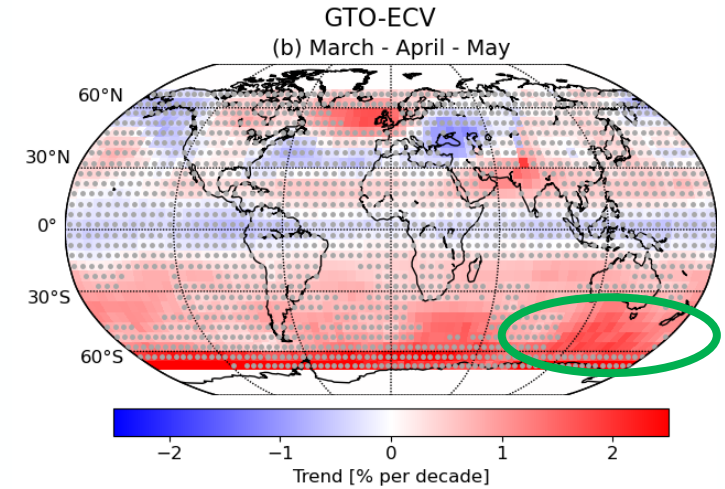 GTO-ECV
(b) March - April - May
60°N
30°N
0°
30°S
60°S
−2 −1 0 1 2
Trend [% per decade]